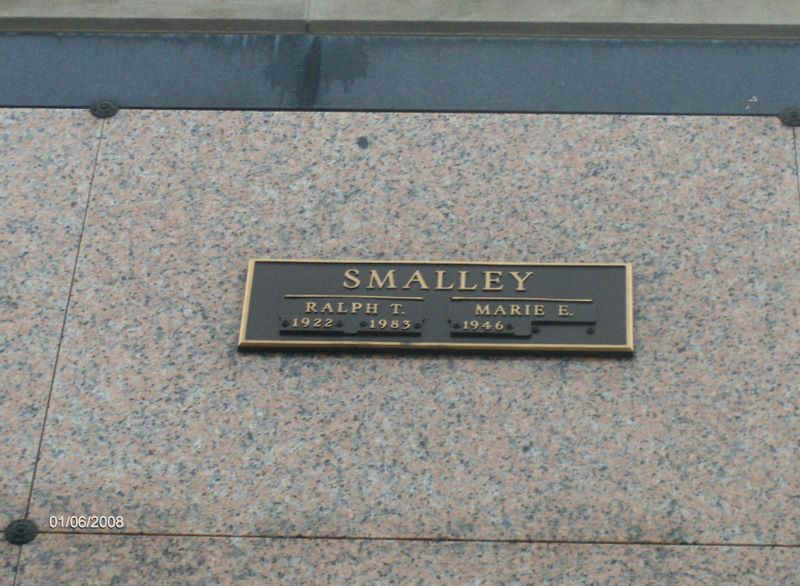 SMALLEY
RALPH T. MARIE E.
1922 1983 1946
01/06/2008